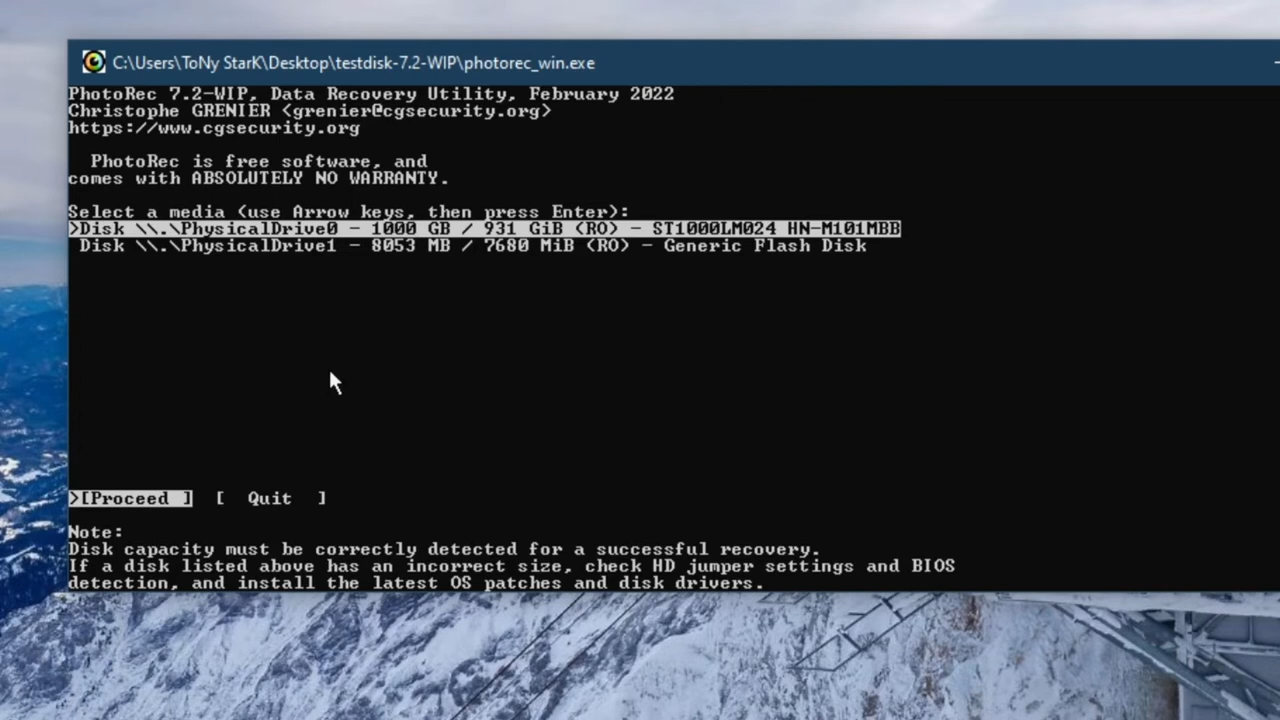 C:\Users\ToNy StarK\Desktop\testdisk-7.2-WIP\photorec_win.exe
PhotoRec 7.2-WIP, Data Recovery Utility, February 2022
Christophe GRENIER <grenier@cgsecurity.org>
https://www.cgsecurity.org
PhotoRec is free software, and
comes with ABSOLUTELY NO WARRANTY.
Select a media (use Arrow keys, then press Enter):
>Disk \\.\PhysicalDrive0 - 1000 GB / 931 GiB (RO) - ST1000LM024 HN-M101MBB
Disk \\.\PhysicalDrive1 - 8053 MB / 7680 MiB (RO) - Generic Flash Disk
>[Proceed ]  [  Quit  ]
Note:
Disk capacity must be correctly detected for a successful recovery.
If a disk listed above has an incorrect size, check HD jumper settings and BIOS
detection, and install the latest OS patches and disk drivers.